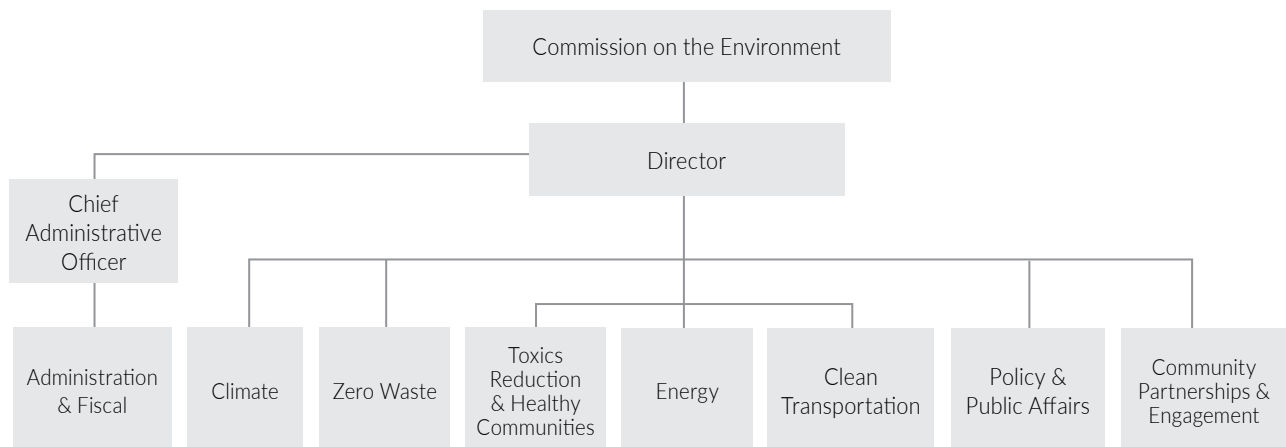 Commission on the Environment
Director
Chief
Administrative
Officer
Administration
& Fiscal
Climate
Zero Waste
Toxics
Reduction
& Healthy
Communities
Energy
Clean
Transportation
Policy &
Public Affairs
Community
Partnerships &
Engagement